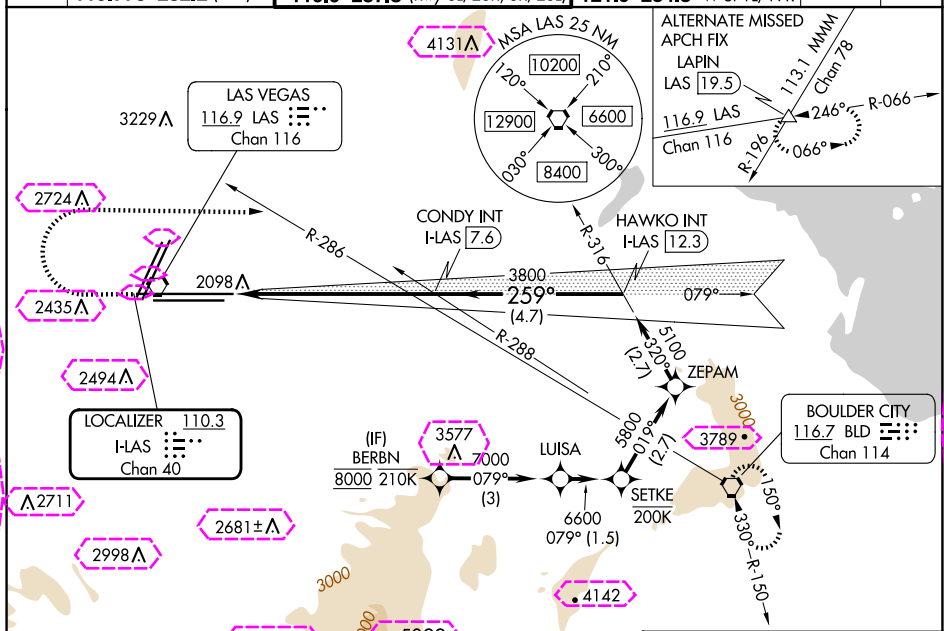 4131
MSA LAS 25 NM
120°
10200
210°
12900
6600
030°
8400
300°
ALTERNATE MISSED
APCH FIX
LAPIN
LAS 19.5
113.1 MMM
Chan 78
116.9 LAS
Chan 116
246°
R-066
066°
R-196
LAS VEGAS
116.9 LAS
Chan 116
3229
2724
R-286
CONDY INT
I-LAS 7.6
R-316
HAWKO INT
I-LAS 12.3
2098
3800
259°
(4.7)
079°
2435
R-288
5100
320°
(2.7)
ZEPAM
2494
LOCALIZER 110.3
I-LAS
Chan 40
3000
BOULDER CITY
116.7 BLD
Chan 114
3789
5800
019°
(2.7)
(IF)
BERBN
8000 210K
3577
7000
079°
(3)
LUISA
SETKE
200K
6600
079° (1.5)
150°
330°
R-150
2711
2681±
2998
3000
4142